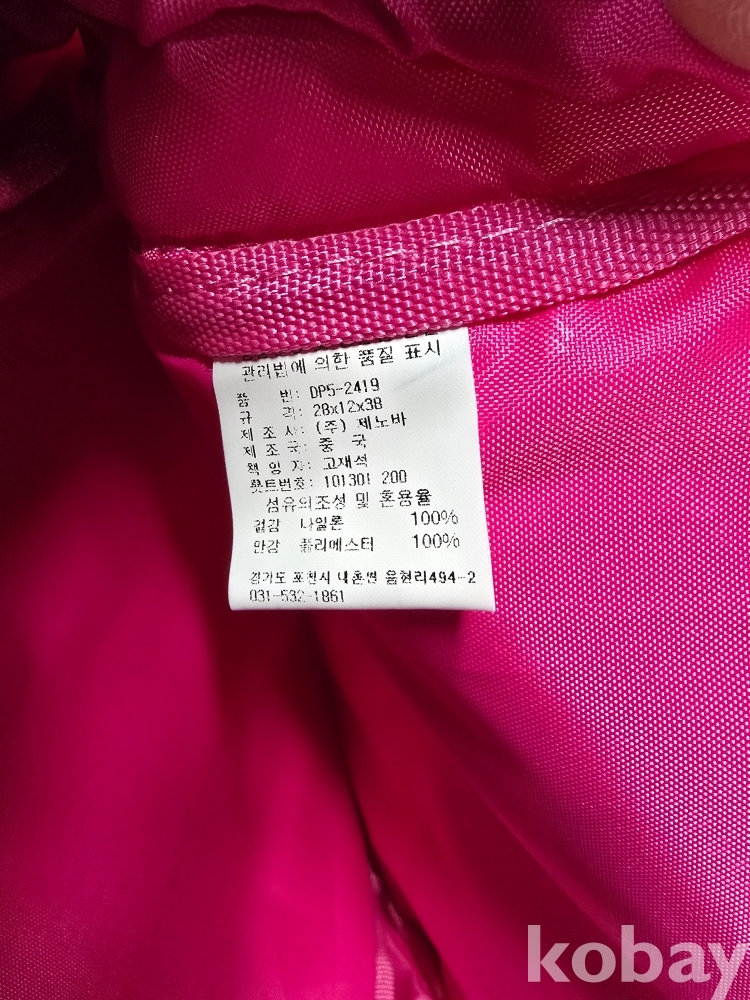 관리법에 의한 품질 표시
품 번: DP5-2419
규 격: 28x12x38
제 조 사: (주) 제노바
제 조 국: 중 국
책 임 자: 고재석
롯트번호: 101301 200
섬유의조성 및 혼용율
겉감 나일론 100%
안감 폴리에스터 100%
경기도 포천시 내촌면 음현리494-2
031-532-1861
kobay